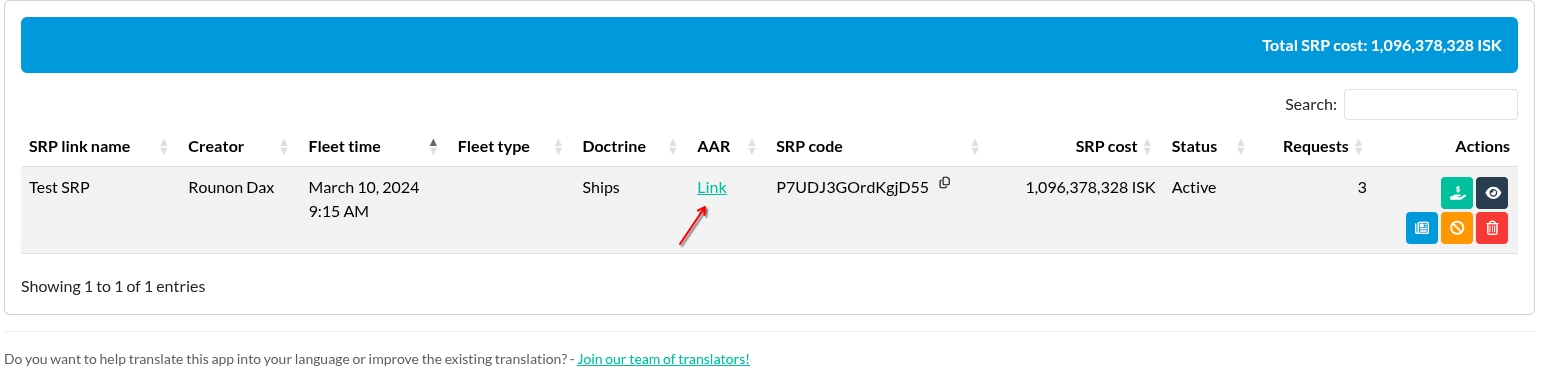 Total SRP cost: 1,096,378,328 ISK
Search:
SRP link name Creator Fleet time Fleet type Doctrine AAR SRP code SRP cost Status Requests Actions
Test SRP Rounon Dax March 10, 2024 Ships Link P7UDJ3GOrdKgjD55 1,096,378,328 ISK Active 3
9:15 AM
Showing 1 to 1 of 1 entries
Do you want to help translate this app into your language or improve the existing translation? - Join our team of translators!